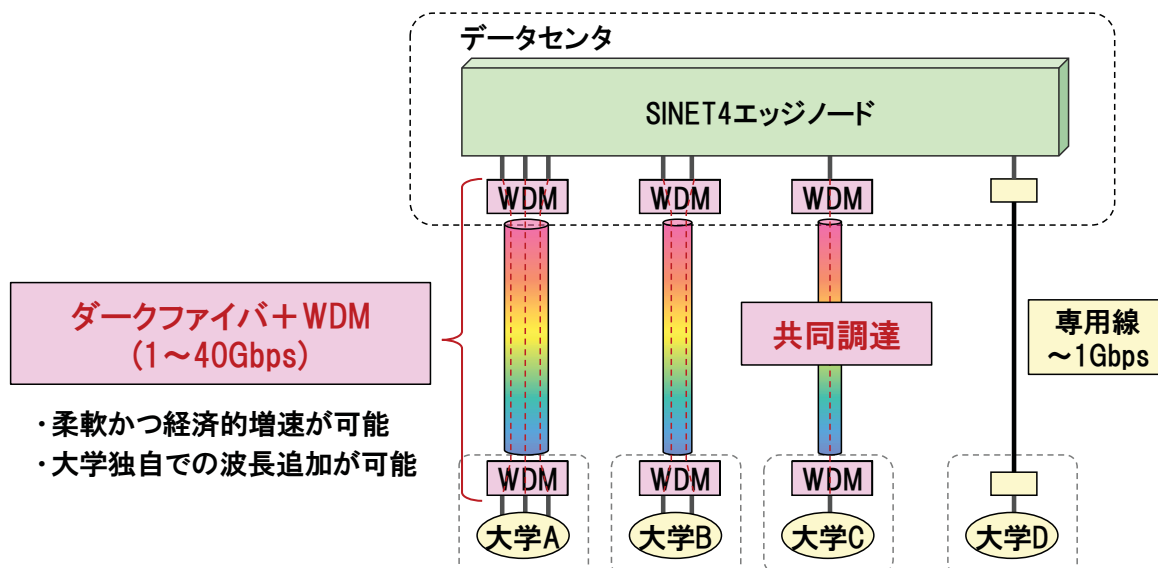 データセンタ
SINET4エッジノード
WDM
WDM
WDM
ダークファイバ+WDM
(1~40Gbps)
共同調達
専用線
~1Gbps
・柔軟かつ経済的増速が可能
・大学独自での波長追加が可能
WDM
WDM
WDM
大学A
大学B
大学C
大学D